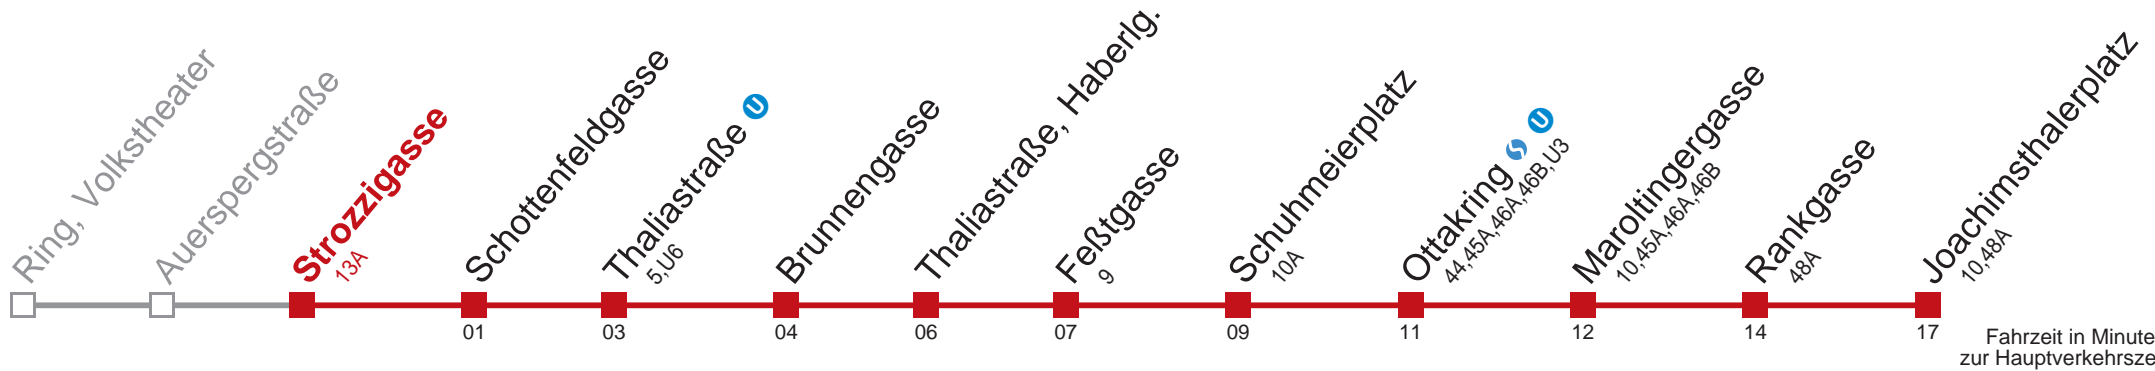 Ring, Volkstheater
Auerspergstraße
Strozzigasse
13A
Schottenfeldgasse
Thaliastraße U
5,U6
Brunnengasse
Thaliastraße, Haberlg.
Feßtgasse
9
Schuhmeierplatz
10A
Ottakring S U
44,45A,46A,46B,U3
Maroltingergasse
10,45A,46A,46B
Rankgasse
48A
Joachimsthalerplatz
10,48A
01 03 04 06 07 09 11 12 14 17
Fahrzeit in Minute
zur Hauptverkehrsze